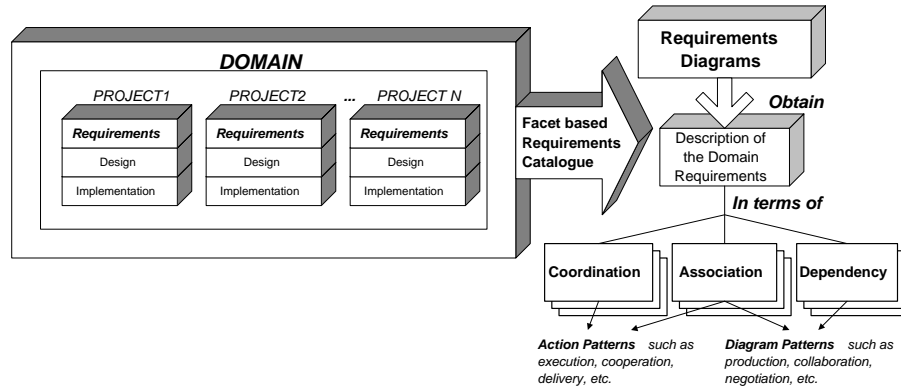 DOMAIN
PROJECT1 PROJECT2 ... PROJECT N
Requirements Requirements Requirements
Design Design Design
Implementation Implementation Implementation
Facet based
Requirements
Catalogue
Requirements
Diagrams
Obtain
Description of
the Domain
Requirements
In terms of
Coordination Association Dependency
Action Patterns such as
execution, cooperation,
delivery, etc.
Diagram Patterns such as
production, collaboration,
negotiation, etc.